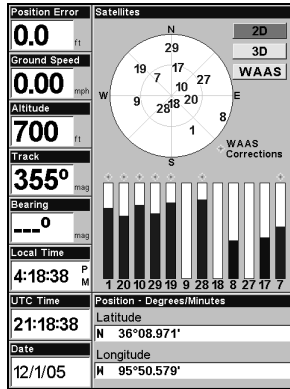 Position Error
0.0 ft
Ground Speed
0.00 mph
Altitude
700 ft
Track
355º mag
Bearing
---º mag
Local Time
4:18:38 PM
UTC Time
21:18:38
Date
12/1/05
Satellites
2D
3D
WAAS
N
29
19
17
7
27
10
W
9
28
18
20
E
8
1
S
WAAS
Corrections
1 20 10 29 19 9 28 18 8 27 17 7
Position - Degrees/Minutes
Latitude
N 36º08.971'
Longitude
W 95º50.579'